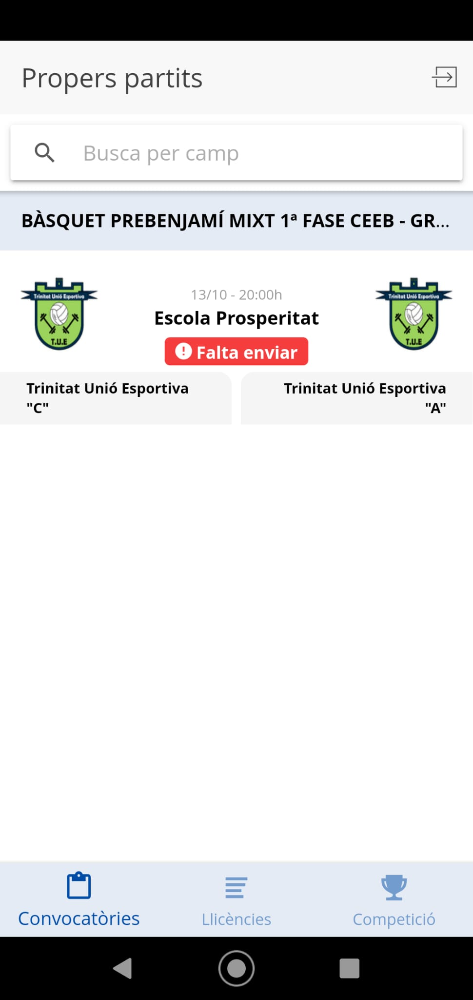 Propers partits
Busca per camp
BÀSQUET PREBENJAMÍ MIXT 1ª FASE CEEB - GR...
Trinitat Unió Esportiva
T.U.E
13/10 - 20:00h
Escola Prosperitat
Falta enviar
Trinitat Unió Esportiva
T.U.E
Trinitat Unió Esportiva
"C"
Trinitat Unió Esportiva
"A"
Convocatòries
Llicències
Competició